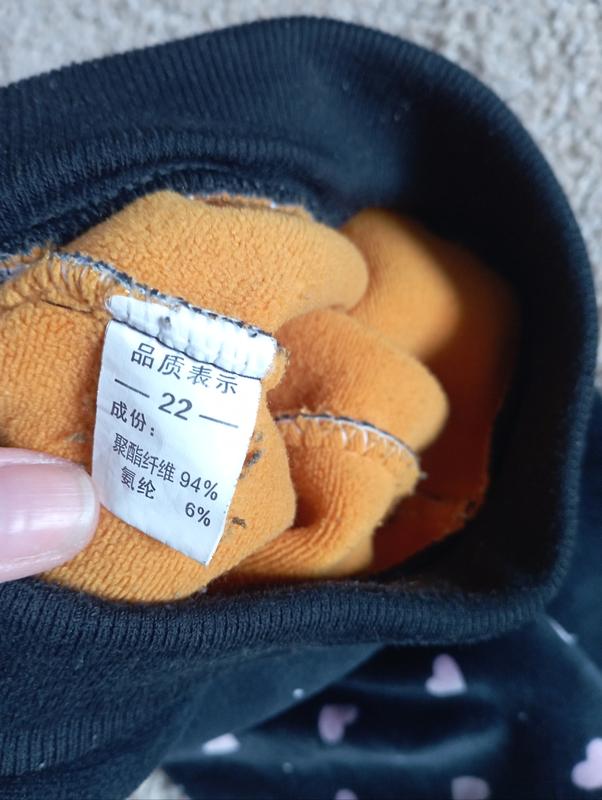 品质表示
— 22 —
成份：
聚酯纤维 94%
氨纶 6%